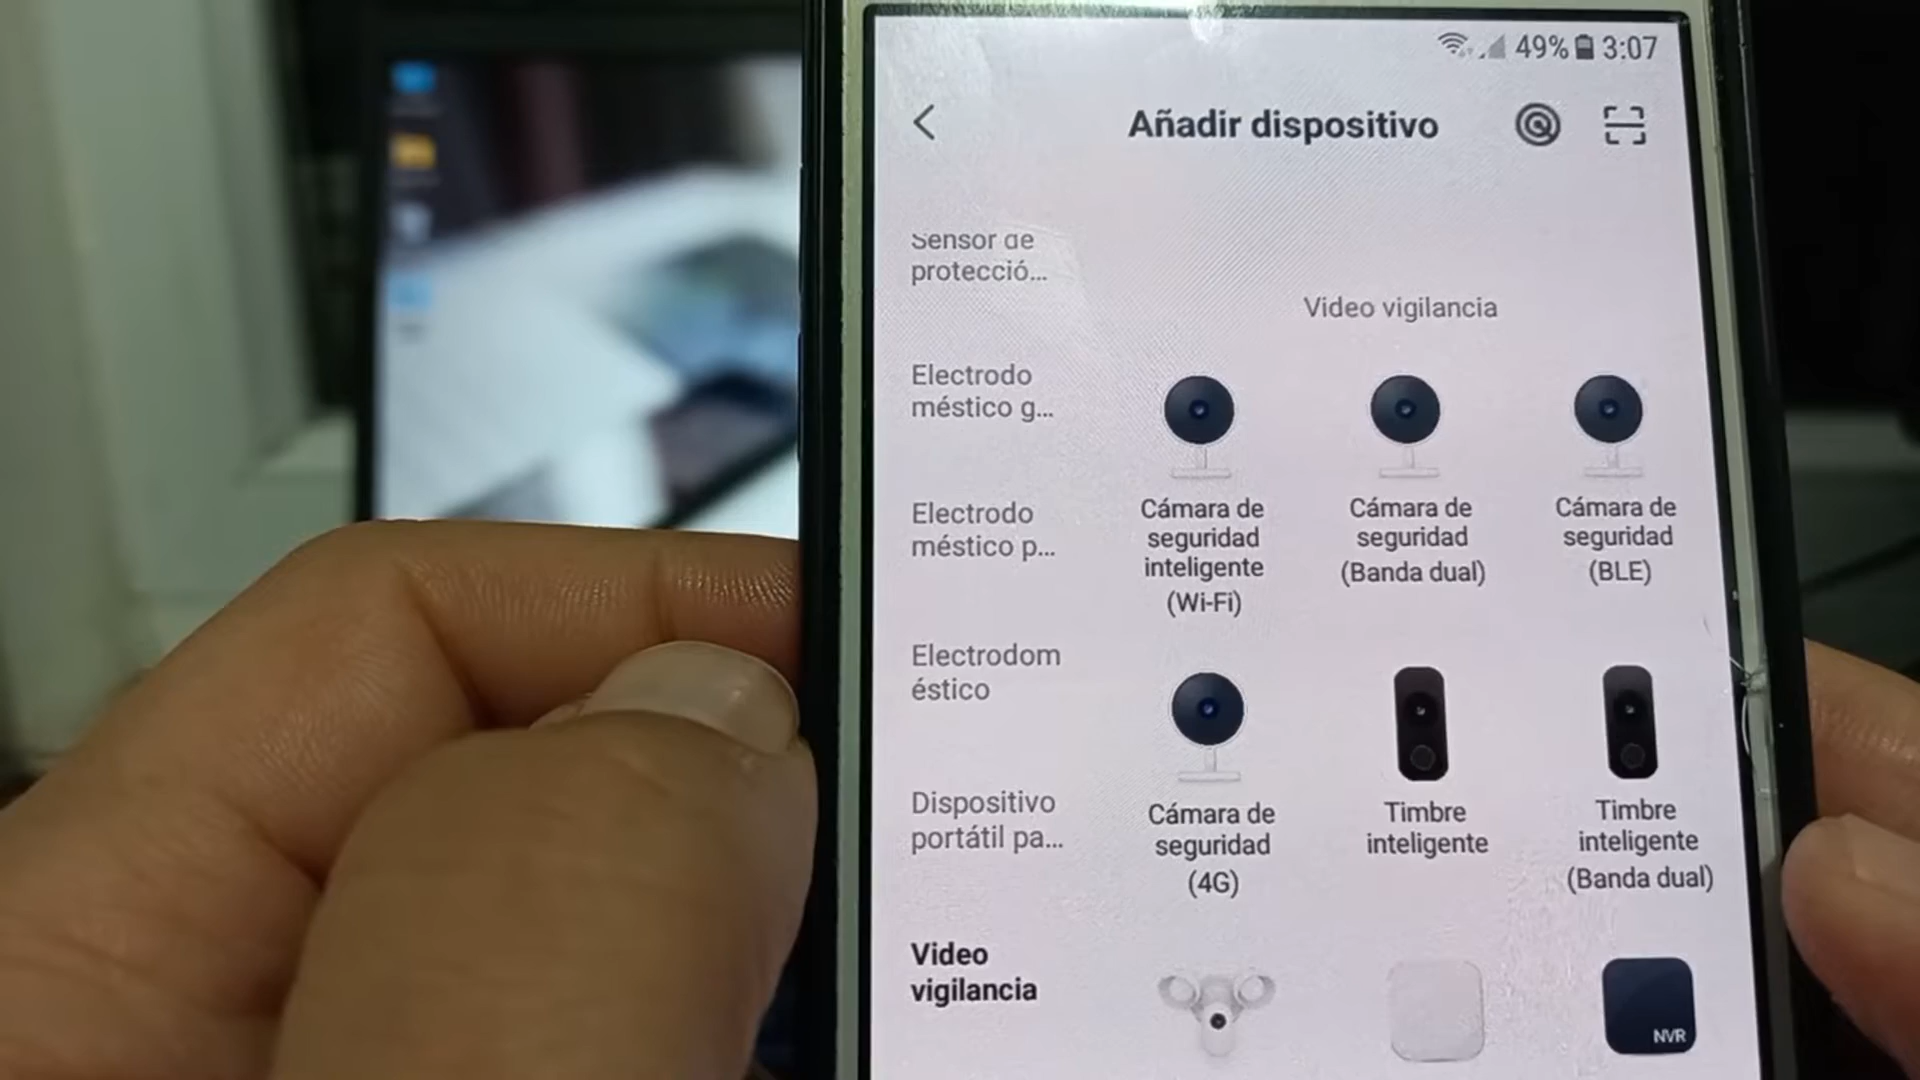 49% 3:07
Añadir dispositivo
Sensor de
protecció...
Electrodo
méstico g...
Electrodo
méstico p...
Electrodom
éstico
Dispositivo
portátil pa...
Video
vigilancia
Video vigilancia
Cámara de
seguridad
inteligente
(Wi-Fi)
Cámara de
seguridad
(Banda dual)
Cámara de
seguridad
(BLE)
Cámara de
seguridad
(4G)
Timbre
inteligente
Timbre
inteligente
(Banda dual)
NVR